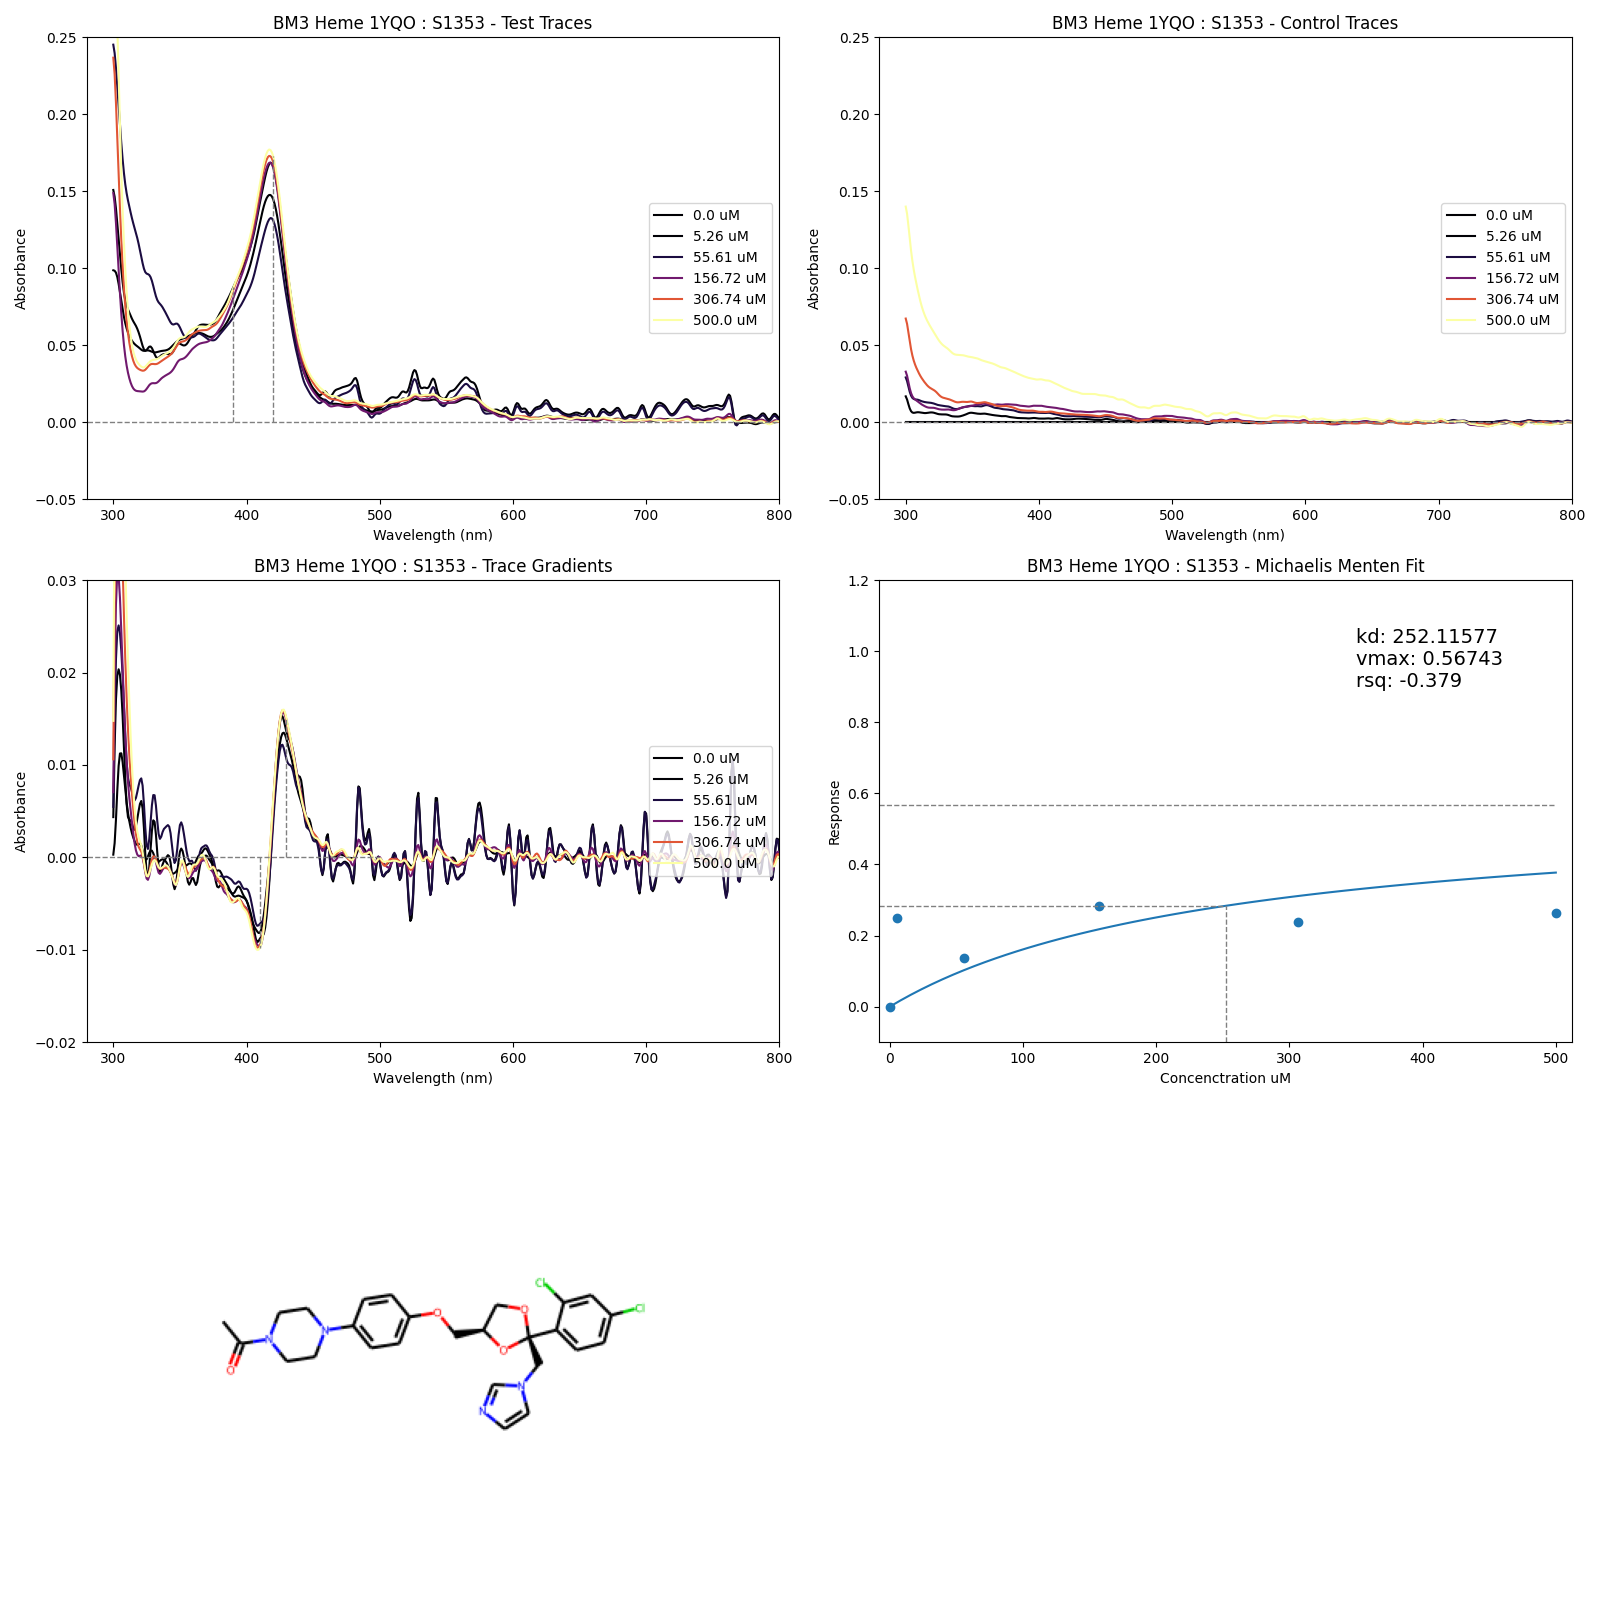 BM3 Heme 1YQO : S1353 - Test Traces
0.25
0.20
0.15
0.10
0.05
0.00
−0.05
Absorbance
300 400 500 600 700 800
Wavelength (nm)
0.0 uM
5.26 uM
55.61 uM
156.72 uM
306.74 uM
500.0 uM
BM3 Heme 1YQO : S1353 - Control Traces
0.25
0.20
0.15
0.10
0.05
0.00
−0.05
Absorbance
300 400 500 600 700 800
Wavelength (nm)
0.0 uM
5.26 uM
55.61 uM
156.72 uM
306.74 uM
500.0 uM
BM3 Heme 1YQO : S1353 - Trace Gradients
0.03
0.02
0.01
0.00
−0.01
−0.02
Absorbance
300 400 500 600 700 800
Wavelength (nm)
0.0 uM
5.26 uM
55.61 uM
156.72 uM
306.74 uM
500.0 uM
BM3 Heme 1YQO : S1353 - Michaelis Menten Fit
1.2
1.0
0.8
0.6
0.4
0.2
0.0
Response
kd: 252.11577
vmax: 0.56743
rsq: -0.379
0 100 200 300 400 500
Concenctration uM
Cl
Cl
O
O
O
N
N
O
N
N